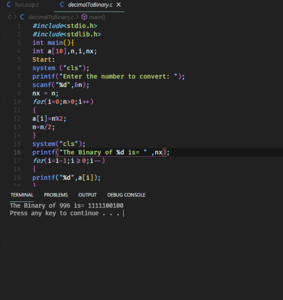 forLoop.c decimalToBinary.c
C decimalToBinary.c > main()
1 #include<stdio.h>
2 #include<stdlib.h>
3 int main(){
4 int a[10],n,i,nx;
5 Start:
6 system ("cls");
7 printf("Enter the number to convert: ");
8 scanf("%d",&n);
9 nx = n;
10 for(i=0;n>0;i++)
11 {
12 a[i]=n%2;
13 n=n/2;
14 }
15 system("cls");
16 printf("The Binary of %d is= " ,nx);
17 for(i=i-1;i≥0;i--)
18 {
19 printf("%d",a[i]);
TERMINAL PROBLEMS OUTPUT DEBUG CONSOLE
The Binary of 996 is= 1111100100
Press any key to continue . . .